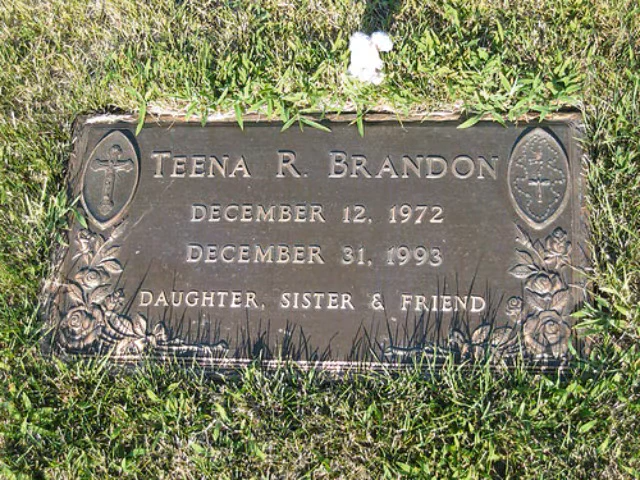 TEENA R. BRANDON
DECEMBER 12, 1972
DECEMBER 31, 1993
DAUGHTER, SISTER & FRIEND